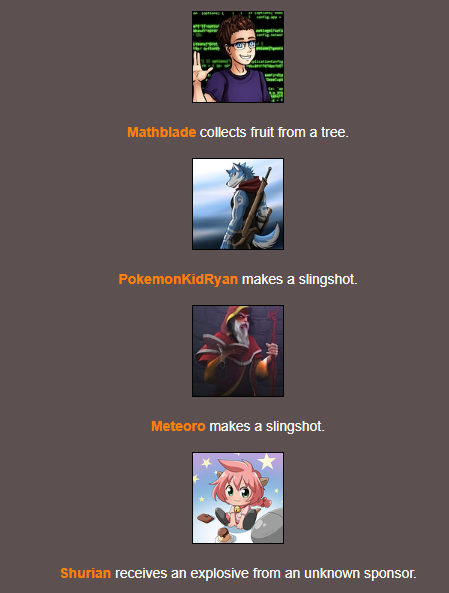 Mathblade collects fruit from a tree.
PokemonKidRyan makes a slingshot.
Meteoro makes a slingshot.
Shurian receives an explosive from an unknown sponsor.